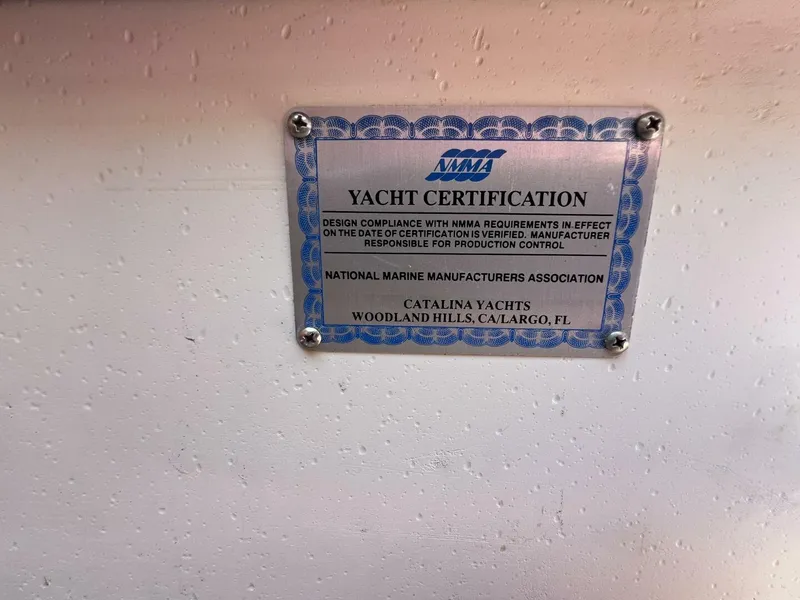 NMMA
YACHT CERTIFICATION
DESIGN COMPLIANCE WITH NMMA REQUIREMENTS IN EFFECT
ON THE DATE OF CERTIFICATION IS VERIFIED. MANUFACTURER
RESPONSIBLE FOR PRODUCTION CONTROL
NATIONAL MARINE MANUFACTURERS ASSOCIATION
CATALINA YACHTS
WOODLAND HILLS, CA/LARGO, FL